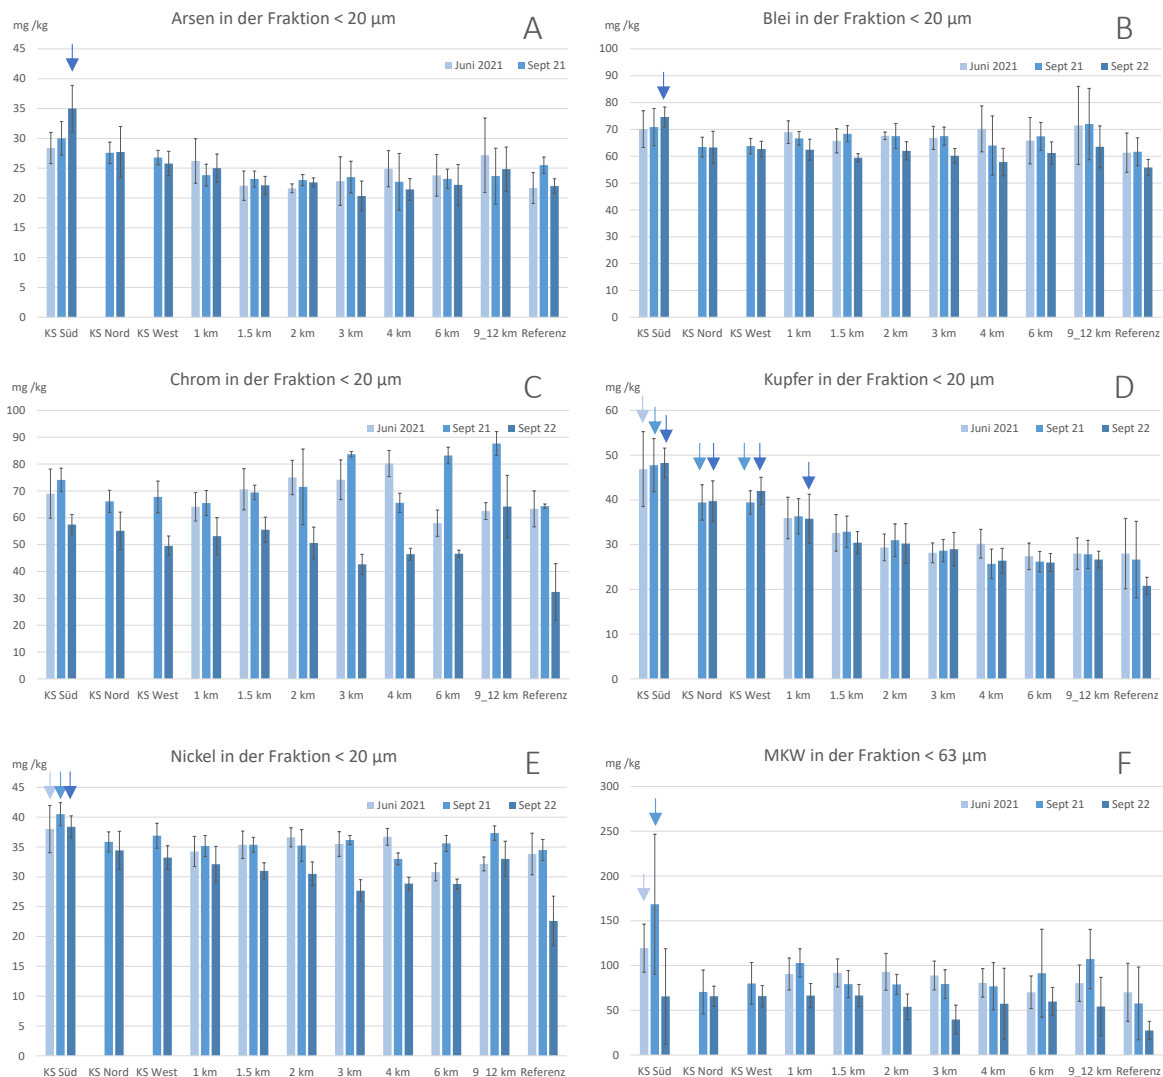 Arsen in der Fraktion < 20 µm
A
mg /kg
Juni 2021
Sept 21
Sept 22
45
40
35
30
25
20
15
10
5
0
KS Süd
KS Nord
KS West
1 km
1.5 km
2 km
3 km
4 km
6 km
9_12 km
Referenz
Blei in der Fraktion < 20 µm
B
mg /kg
Juni 2021
Sept 21
Sept 22
100
90
80
70
60
50
40
30
20
10
0
KS Süd
KS Nord
KS West
1 km
1.5 km
2 km
3 km
4 km
6 km
9_12 km
Referenz
Chrom in der Fraktion < 20 µm
C
mg /kg
Juni 2021
Sept 21
Sept 22
100
90
80
70
60
50
40
30
20
10
0
KS Süd
KS Nord
KS West
1 km
1.5 km
2 km
3 km
4 km
6 km
9_12 km
Referenz
Kupfer in der Fraktion < 20 µm
D
mg /kg
Juni 2021
Sept 21
Sept 22
60
50
40
30
20
10
0
KS Süd
KS Nord
KS West
1 km
1.5 km
2 km
3 km
4 km
6 km
9_12 km
Referenz
Nickel in der Fraktion < 20 µm
E
mg /kg
Juni 2021
Sept 21
Sept 22
45
40
35
30
25
20
15
10
5
0
KS Süd
KS Nord
KS West
1 km
1.5 km
2 km
3 km
4 km
6 km
9_12 km
Referenz
MKW in der Fraktion < 63 µm
F
mg /kg
Juni 2021
Sept 21
Sept 22
300
250
200
150
100
50
0
KS Süd
KS Nord
KS West
1 km
1.5 km
2 km
3 km
4 km
6 km
9_12 km
Referenz